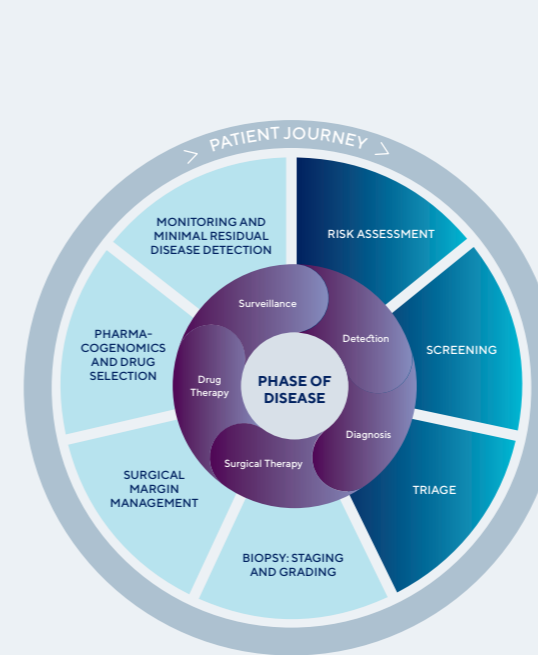 PATIENT JOURNEY
RISK ASSESSMENT
SCREENING
TRIAGE
BIOPSY: STAGING
AND GRADING
SURGICAL
MARGIN
MANAGEMENT
PHARMA-
COGENOMICS
AND DRUG
SELECTION
MONITORING AND
MINIMAL RESIDUAL
DISEASE DETECTION
Detection
Diagnosis
Surgical Therapy
Drug
Therapy
Surveillance
PHASE OF
DISEASE